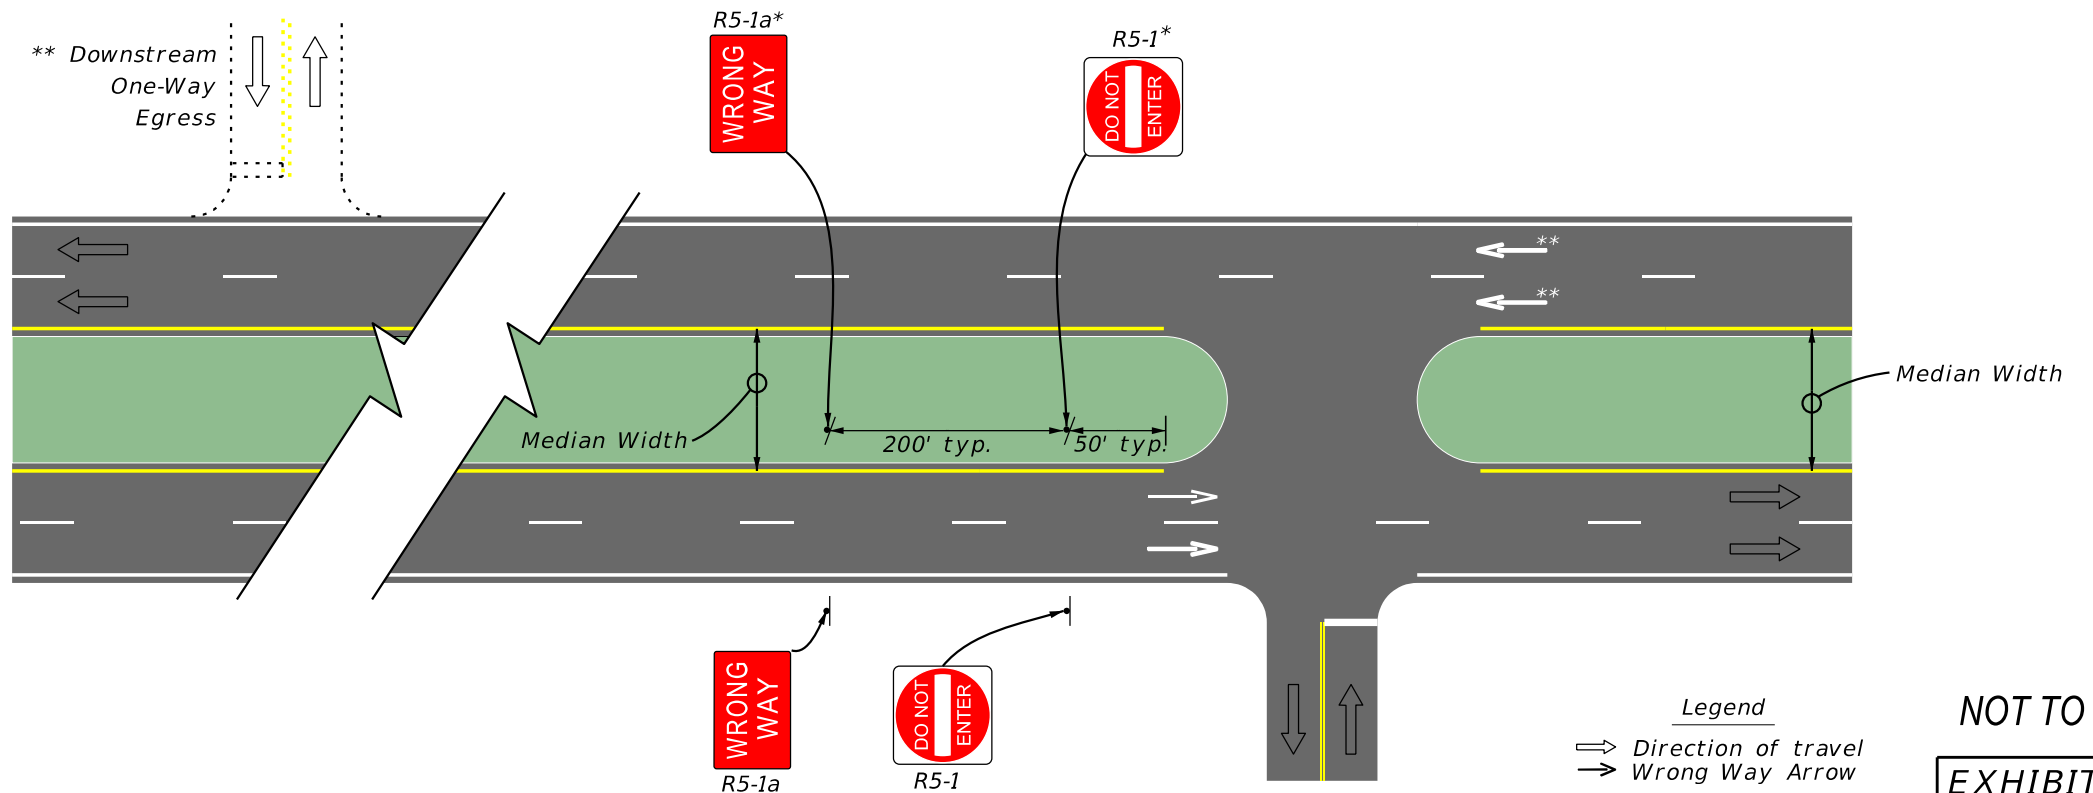 ** Downstream
One-Way
Egress
R5-1a*
WRONG
WAY
R5-1*
DO NOT
ENTER
**
**
Median Width
Median Width
200' typ.
50' typ.
WRONG
WAY
R5-1a
DO NOT
ENTER
R5-1
Legend
Direction of travel
Wrong Way Arrow
NOT TO
EXHIBIT